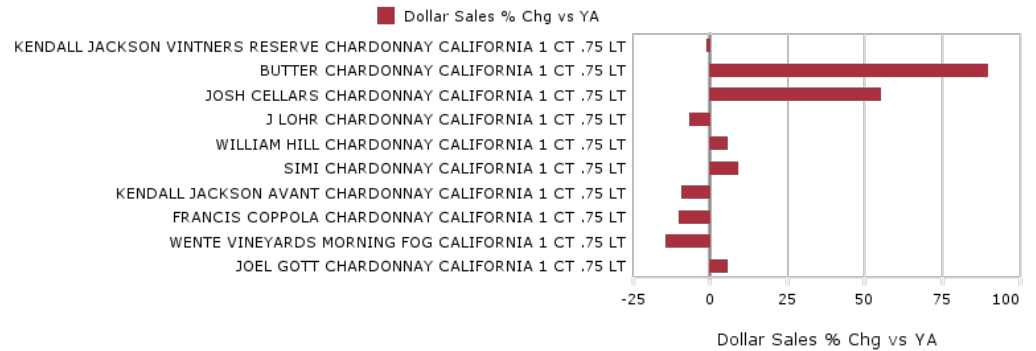 Dollar Sales % Chg vs YA
KENDALL JACKSON VINTNERS RESERVE CHARDONNAY CALIFORNIA 1 CT .75 LT
BUTTER CHARDONNAY CALIFORNIA 1 CT .75 LT
JOSH CELLARS CHARDONNAY CALIFORNIA 1 CT .75 LT
J LOHR CHARDONNAY CALIFORNIA 1 CT .75 LT
WILLIAM HILL CHARDONNAY CALIFORNIA 1 CT .75 LT
SIMI CHARDONNAY CALIFORNIA 1 CT .75 LT
KENDALL JACKSON AVANT CHARDONNAY CALIFORNIA 1 CT .75 LT
FRANCIS COPPOLA CHARDONNAY CALIFORNIA 1 CT .75 LT
WENTE VINEYARDS MORNING FOG CALIFORNIA 1 CT .75 LT
JOEL GOTT CHARDONNAY CALIFORNIA 1 CT .75 LT
-25 0 25 50 75 100
Dollar Sales % Chg vs YA